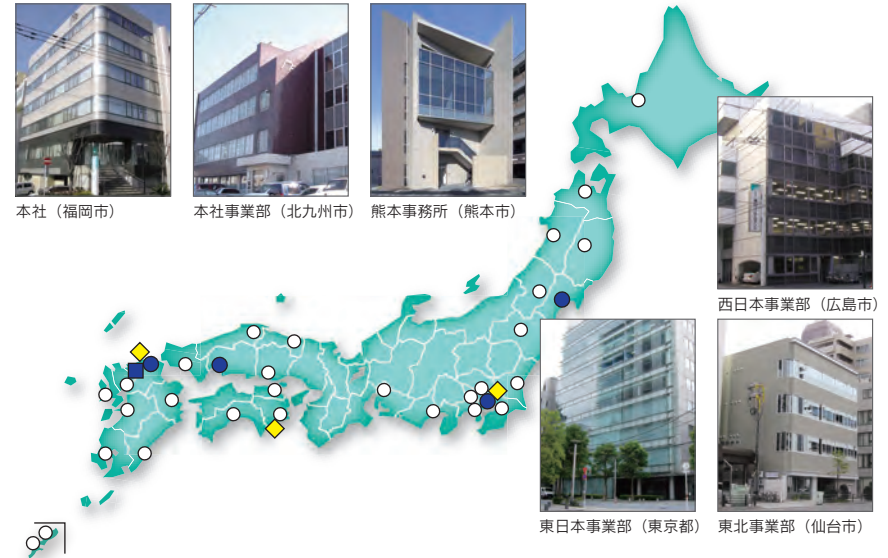 本社（福岡市）
本社事業部（北九州市）
熊本事務所（熊本市）
西日本事業部（広島市）
東日本事業部（東京都）
東北事業部（仙台市）